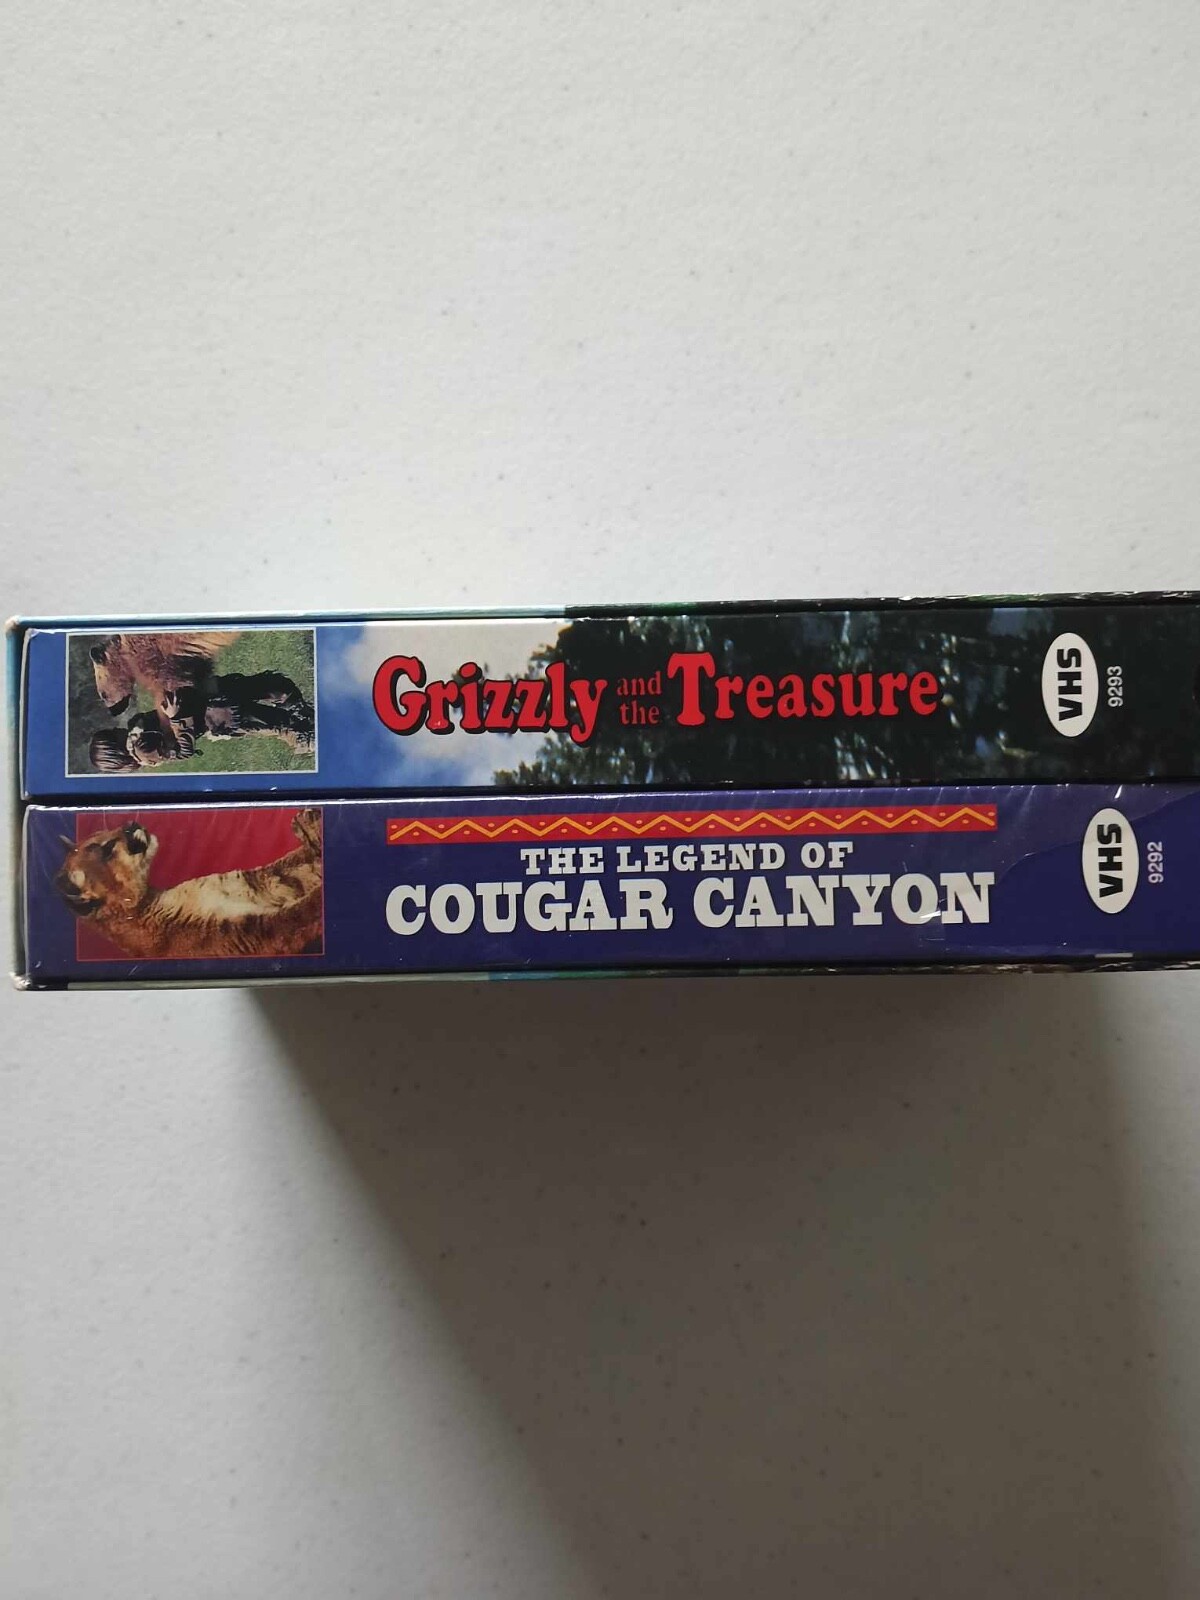 Grizzly and the Treasure
VHS
9293
THE LEGEND OF
COUGAR CANYON
VHS
9292